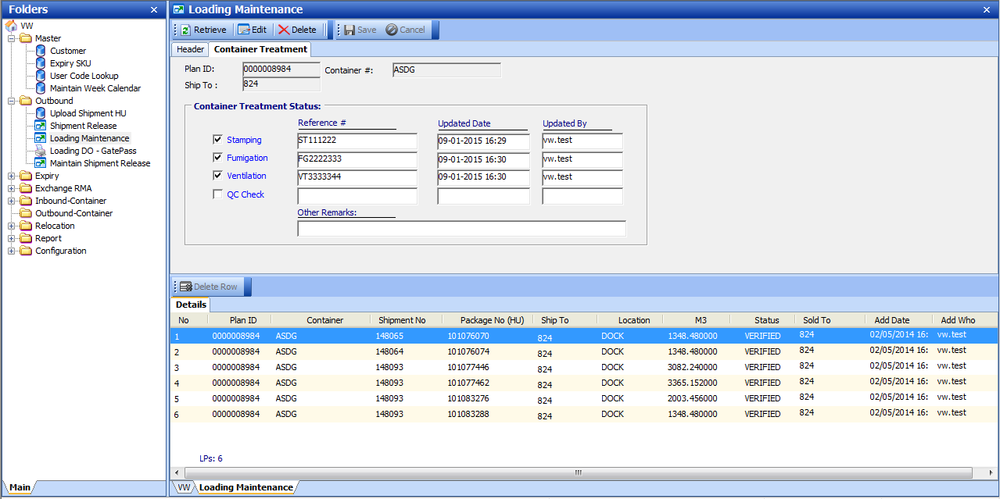 Folders
VW
Master
Customer
Expiry SKU
User Code Lookup
Maintain Week Calendar
Outbound
Upload Shipment HU
Shipment Release
Loading Maintenance
Loading DO - GatePass
Maintain Shipment Release
Expiry
Exchange RMA
Inbound-Container
Outbound-Container
Relocation
Report
Configuration
Main
Loading Maintenance
Retrieve Edit Delete Save Cancel
Header Container Treatment
Plan ID: 0000008984 Container #: ASDG
Ship To : 824
Container Treatment Status:
Reference # Updated Date Updated By
Stamping ST111222 09-01-2015 16:29 vw.test
Fumigation FG2222333 09-01-2015 16:30 vw.test
Ventilation VT3333344 09-01-2015 16:30 vw.test
QC Check
Other Remarks:
Delete Row
Details
No Plan ID Container Shipment No Package No (HU) Ship To Location M3 Status Sold To Add Date Add Who
1 0000008984 ASDG 148065 101076070 824 DOCK 1348.480000 VERIFIED 824 02/05/2014 16: vw.test
2 0000008984 ASDG 148064 101076074 824 DOCK 1348.480000 VERIFIED 824 02/05/2014 16: vw.test
3 0000008984 ASDG 148093 101077446 824 DOCK 3082.240000 VERIFIED 824 02/05/2014 16: vw.test
4 0000008984 ASDG 148093 101077462 824 DOCK 3365.152000 VERIFIED 824 02/05/2014 16: vw.test
5 0000008984 ASDG 148093 101083276 824 DOCK 2003.456000 VERIFIED 824 02/05/2014 16: vw.test
6 0000008984 ASDG 148093 101083288 824 DOCK 1348.480000 VERIFIED 824 02/05/2014 16: vw.test
LPs: 6
VW Loading Maintenance